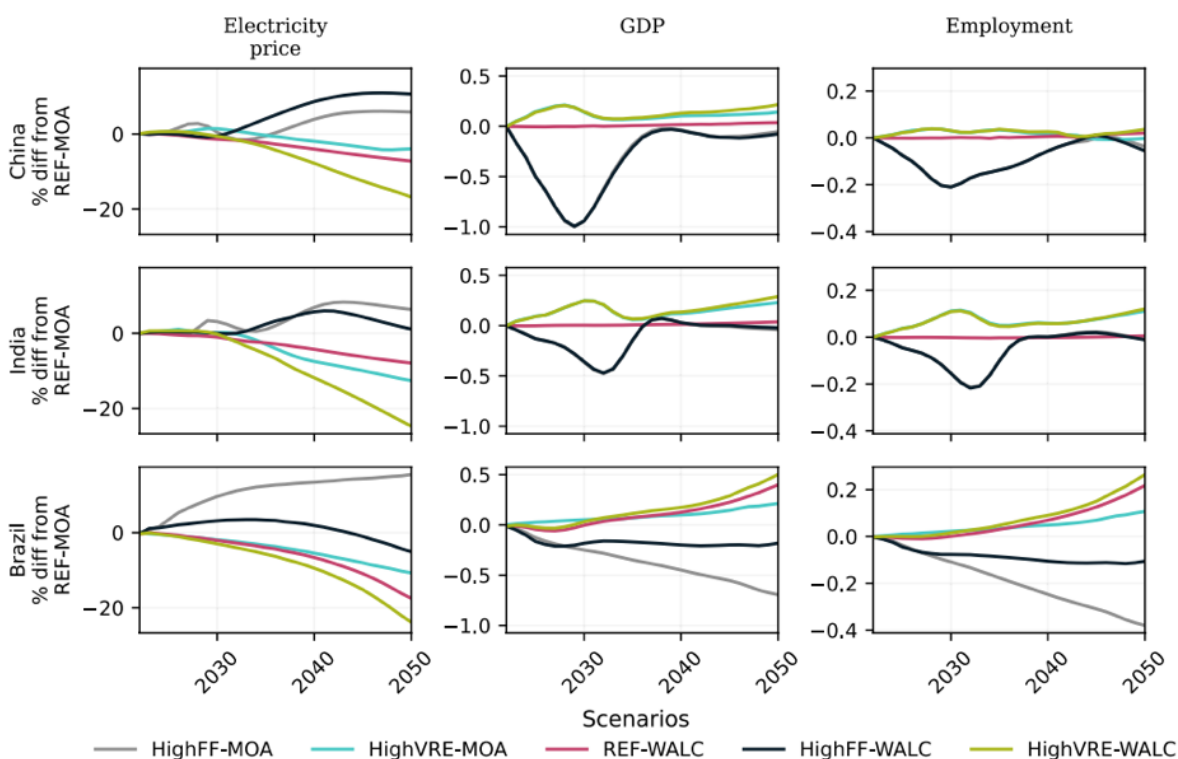 Electricity
price
GDP
Employment
China
% diff from
REF-MOA
0
−20
0.5
0.0
−0.5
−1.0
0.2
0.0
−0.2
−0.4
India
% diff from
REF-MOA
0
−20
0.5
0.0
−0.5
−1.0
0.2
0.0
−0.2
−0.4
Brazil
% diff from
REF-MOA
0
−20
0.5
0.0
−0.5
−1.0
0.2
0.0
−0.2
−0.4
2030 2040 2050 2030 2040 2050 2030 2040 2050
Scenarios
HighFF-MOA HighVRE-MOA REF-WALC HighFF-WALC HighVRE-WALC